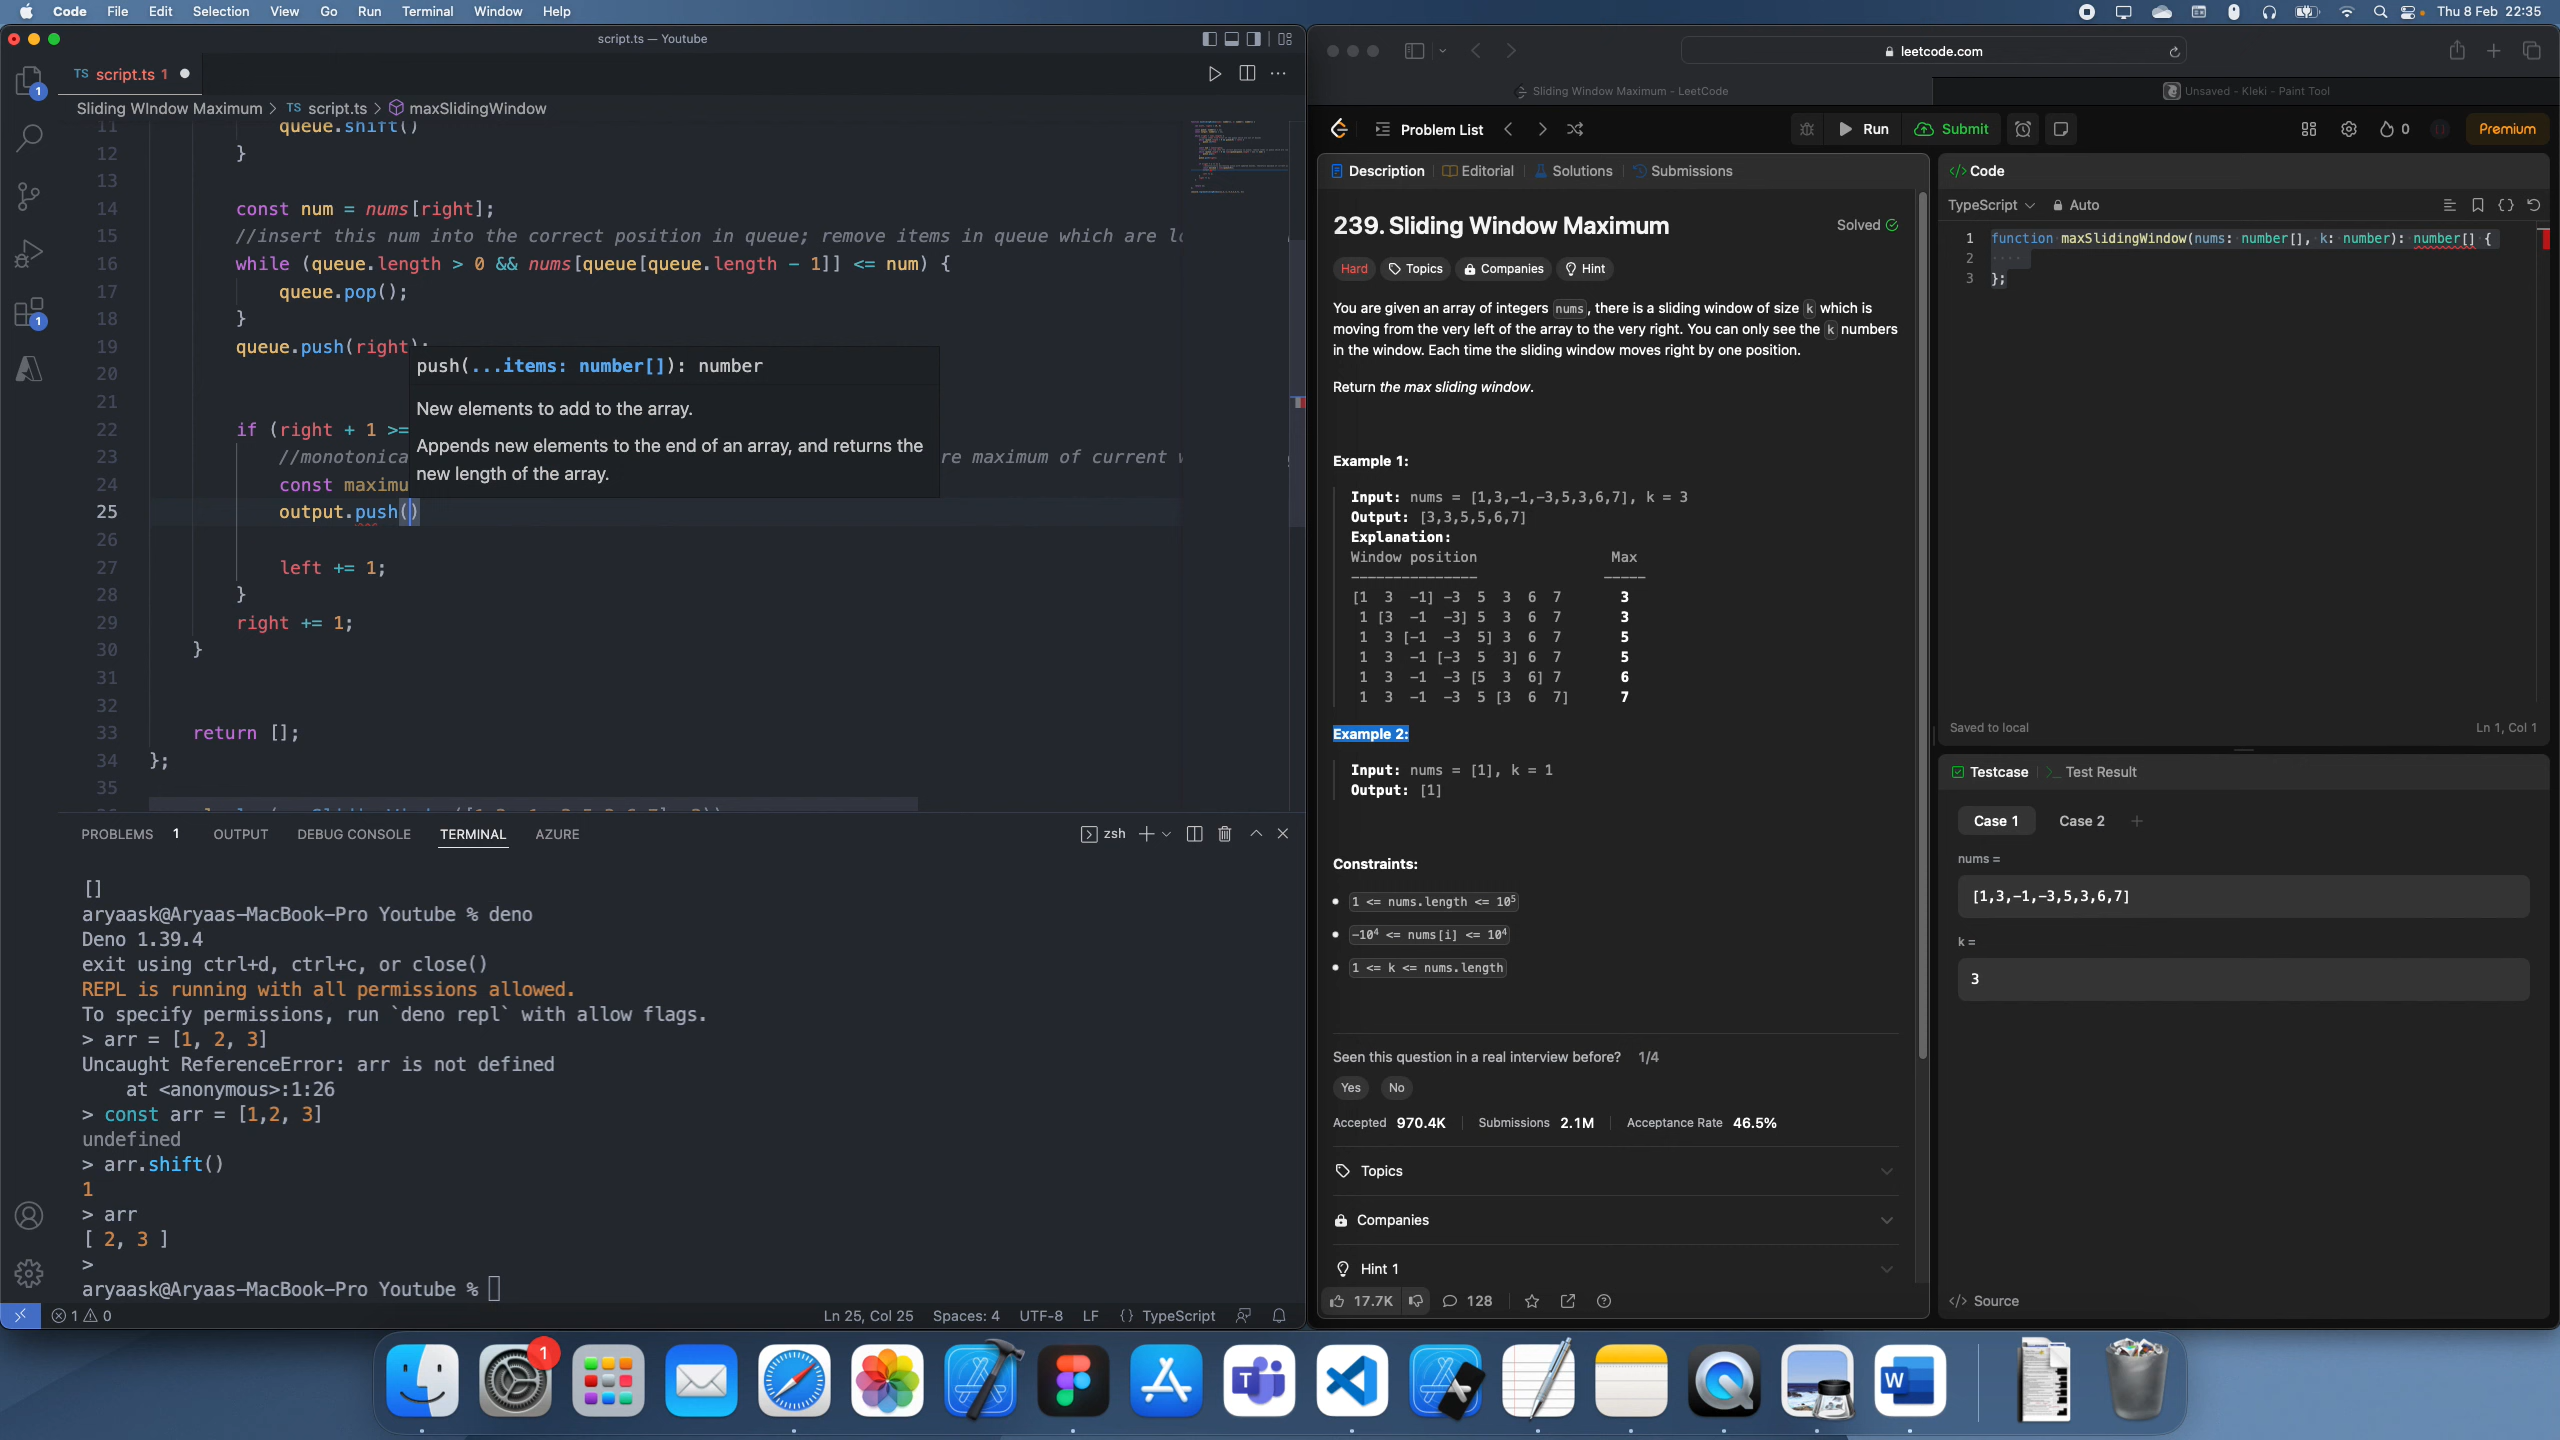 Code File Edit Selection View Go Run Terminal Window Help
Thu 8 Feb 22:35
script.ts — Youtube
TS script.ts 1
Sliding WIndow Maximum > TS script.ts > maxSlidingWindow
11 queue.shift()
12 }
13
14 const num = nums[right];
15 //insert this num into the correct position in queue; remove items in queue which are
16 while (queue.length > 0 && nums[queue[queue.length - 1]] <= num) {
17 queue.pop();
18 }
19 queue.push(right);
20
21
22 if (right + 1 >=
23 //monotonica re maximum of current
24 const maximu
25 output.push()
26
27 left += 1;
28 }
29 right += 1;
30 }
31
32
33 return [];
34 };
35
push(...items: number[]): number
New elements to add to the array.
Appends new elements to the end of an array, and returns the
new length of the array.
PROBLEMS 1 OUTPUT DEBUG CONSOLE TERMINAL AZURE
zsh
[]
aryaask@Aryaas-MacBook-Pro Youtube % deno
Deno 1.39.4
exit using ctrl+d, ctrl+c, or close()
REPL is running with all permissions allowed.
To specify permissions, run `deno repl` with allow flags.
> arr = [1, 2, 3]
Uncaught ReferenceError: arr is not defined
at <anonymous>:1:26
> const arr = [1,2, 3]
undefined
> arr.shift()
1
> arr
[ 2, 3 ]
>
aryaask@Aryaas-MacBook-Pro Youtube %
1 0
Ln 25, Col 25 Spaces: 4 UTF-8 LF {} TypeScript
leetcode.com
Sliding Window Maximum - LeetCode
Unsaved - Kleki - Paint Tool
Problem List
Run
Submit
0
Premium
Description
Editorial
Solutions
Submissions
239. Sliding Window Maximum
Solved
Hard Topics Companies Hint
You are given an array of integers nums, there is a sliding window of size k which is
moving from the very left of the array to the very right. You can only see the k numbers
in the window. Each time the sliding window moves right by one position.
Return the max sliding window.
Example 1:
Input: nums = [1,3,-1,-3,5,3,6,7], k = 3
Output: [3,3,5,5,6,7]
Explanation:
Window position Max
--------------- -----
[1 3 -1] -3 5 3 6 7 3
1 [3 -1 -3] 5 3 6 7 3
1 3 [-1 -3 5] 3 6 7 5
1 3 -1 [-3 5 3] 6 7 5
1 3 -1 -3 [5 3 6] 7 6
1 3 -1 -3 5 [3 6 7] 7
Example 2:
Input: nums = [1], k = 1
Output: [1]
Constraints:
1 <= nums.length <= 10⁵
-10⁴ <= nums[i] <= 10⁴
1 <= k <= nums.length
Seen this question in a real interview before? 1/4
Yes No
Accepted 970.4K Submissions 2.1M Acceptance Rate 46.5%
Topics
Companies
Hint 1
17.7K 128
</> Code
TypeScript Auto
1 function maxSlidingWindow(nums: number[], k: number): number[] {
2
3 };
Saved to local
Ln 1, Col 1
Testcase
Test Result
Case 1 Case 2 +
nums =
[1,3,-1,-3,5,3,6,7]
k =
3
</> Source
1